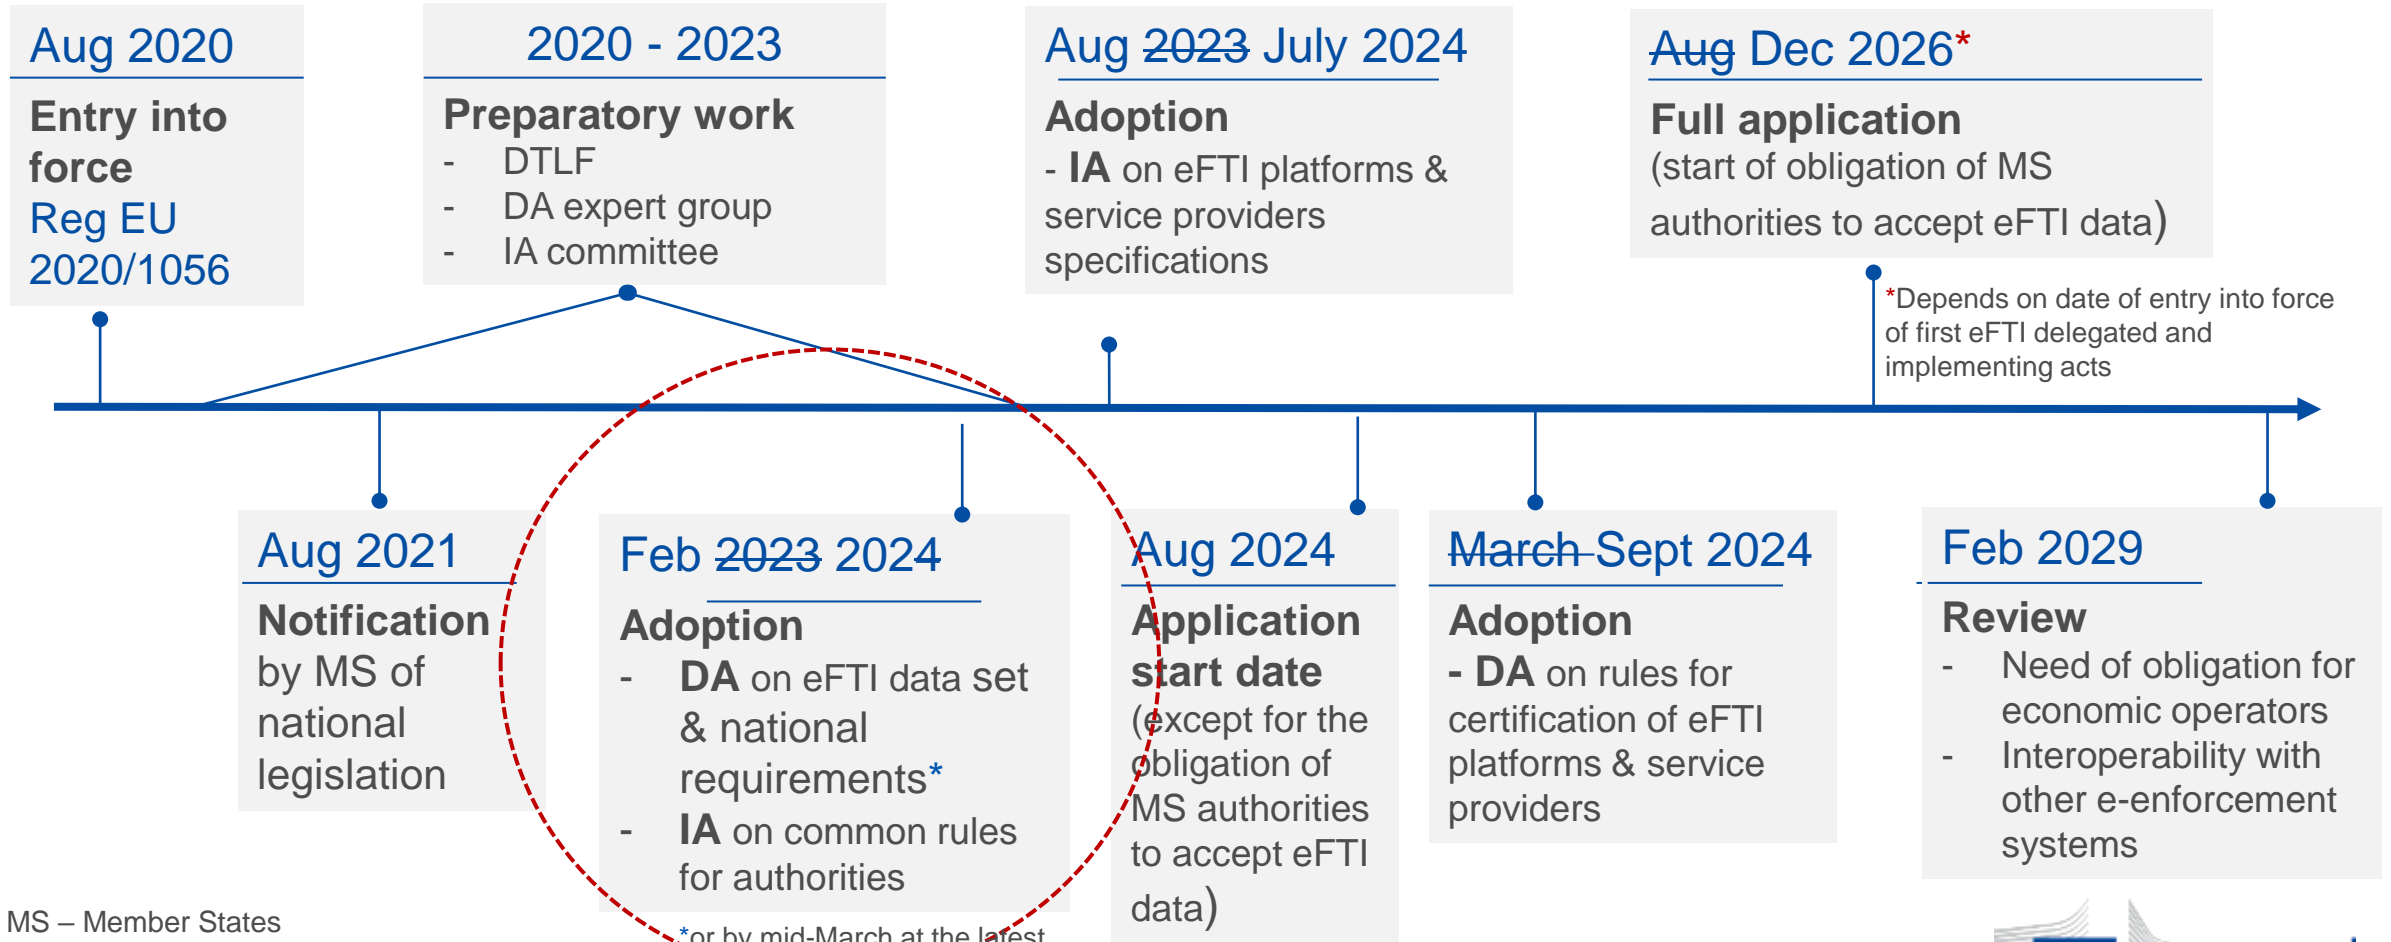 Aug 2020
Entry into
force
Reg EU
2020/1056
2020 - 2023
Preparatory work
- DTLF
- DA expert group
- IA committee
Aug 2023 July 2024
Adoption
- IA on eFTI platforms &
service providers
specifications
Aug Dec 2026*
Full application
(start of obligation of MS
authorities to accept eFTI data)
*Depends on date of entry into force
of first eFTI delegated and
implementing acts
Aug 2021
Notification
by MS of
national
legislation
Feb 2023 2024
Adoption
- DA on eFTI data set
& national
requirements*
- IA on common rules
for authorities
*or by mid-March at the latest
Aug 2024
Application
start date
(except for the
obligation of
MS authorities
to accept eFTI
data)
March Sept 2024
Adoption
- DA on rules for
certification of eFTI
platforms & service
providers
Feb 2029
Review
- Need of obligation for
economic operators
- Interoperability with
other e-enforcement
systems
MS – Member States